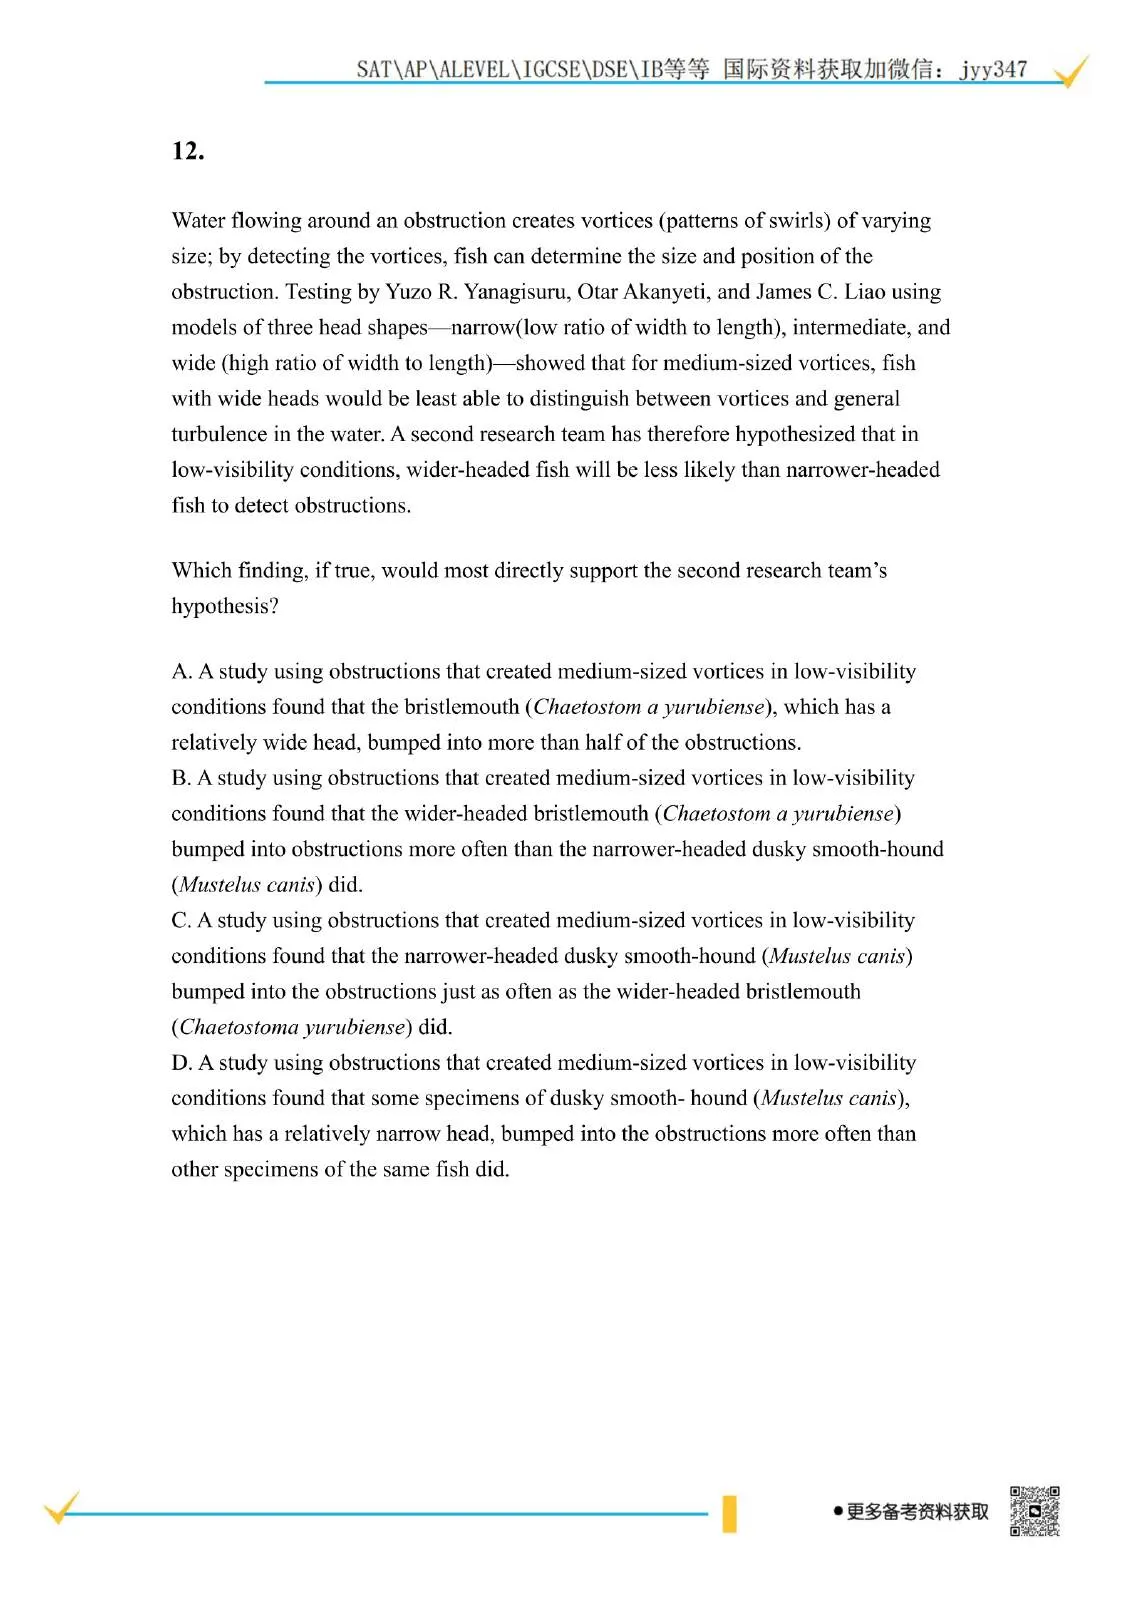 SAT\AP\ALEVEL\IGCSE\DSE\IB等等 国际资料获取加微信：jyy347
12.
Water flowing around an obstruction creates vortices (patterns of swirls) of varying
size; by detecting the vortices, fish can determine the size and position of the
obstruction. Testing by Yuzo R. Yanagisuru, Otar Akanyeti, and James C. Liao using
models of three head shapes—narrow(low ratio of width to length), intermediate, and
wide (high ratio of width to length)—showed that for medium-sized vortices, fish
with wide heads would be least able to distinguish between vortices and general
turbulence in the water. A second research team has therefore hypothesized that in
low-visibility conditions, wider-headed fish will be less likely than narrower-headed
fish to detect obstructions.
Which finding, if true, would most directly support the second research team’s
hypothesis?
A. A study using obstructions that created medium-sized vortices in low-visibility
conditions found that the bristlemouth (Chaetostom a yurubiense), which has a
relatively wide head, bumped into more than half of the obstructions.
B. A study using obstructions that created medium-sized vortices in low-visibility
conditions found that the wider-headed bristlemouth (Chaetostom a yurubiense)
bumped into obstructions more often than the narrower-headed dusky smooth-hound
(Mustelus canis) did.
C. A study using obstructions that created medium-sized vortices in low-visibility
conditions found that the narrower-headed dusky smooth-hound (Mustelus canis)
bumped into the obstructions just as often as the wider-headed bristlemouth
(Chaetostoma yurubiense) did.
D. A study using obstructions that created medium-sized vortices in low-visibility
conditions found that some specimens of dusky smooth- hound (Mustelus canis),
which has a relatively narrow head, bumped into the obstructions more often than
other specimens of the same fish did.
●更多备考资料获取